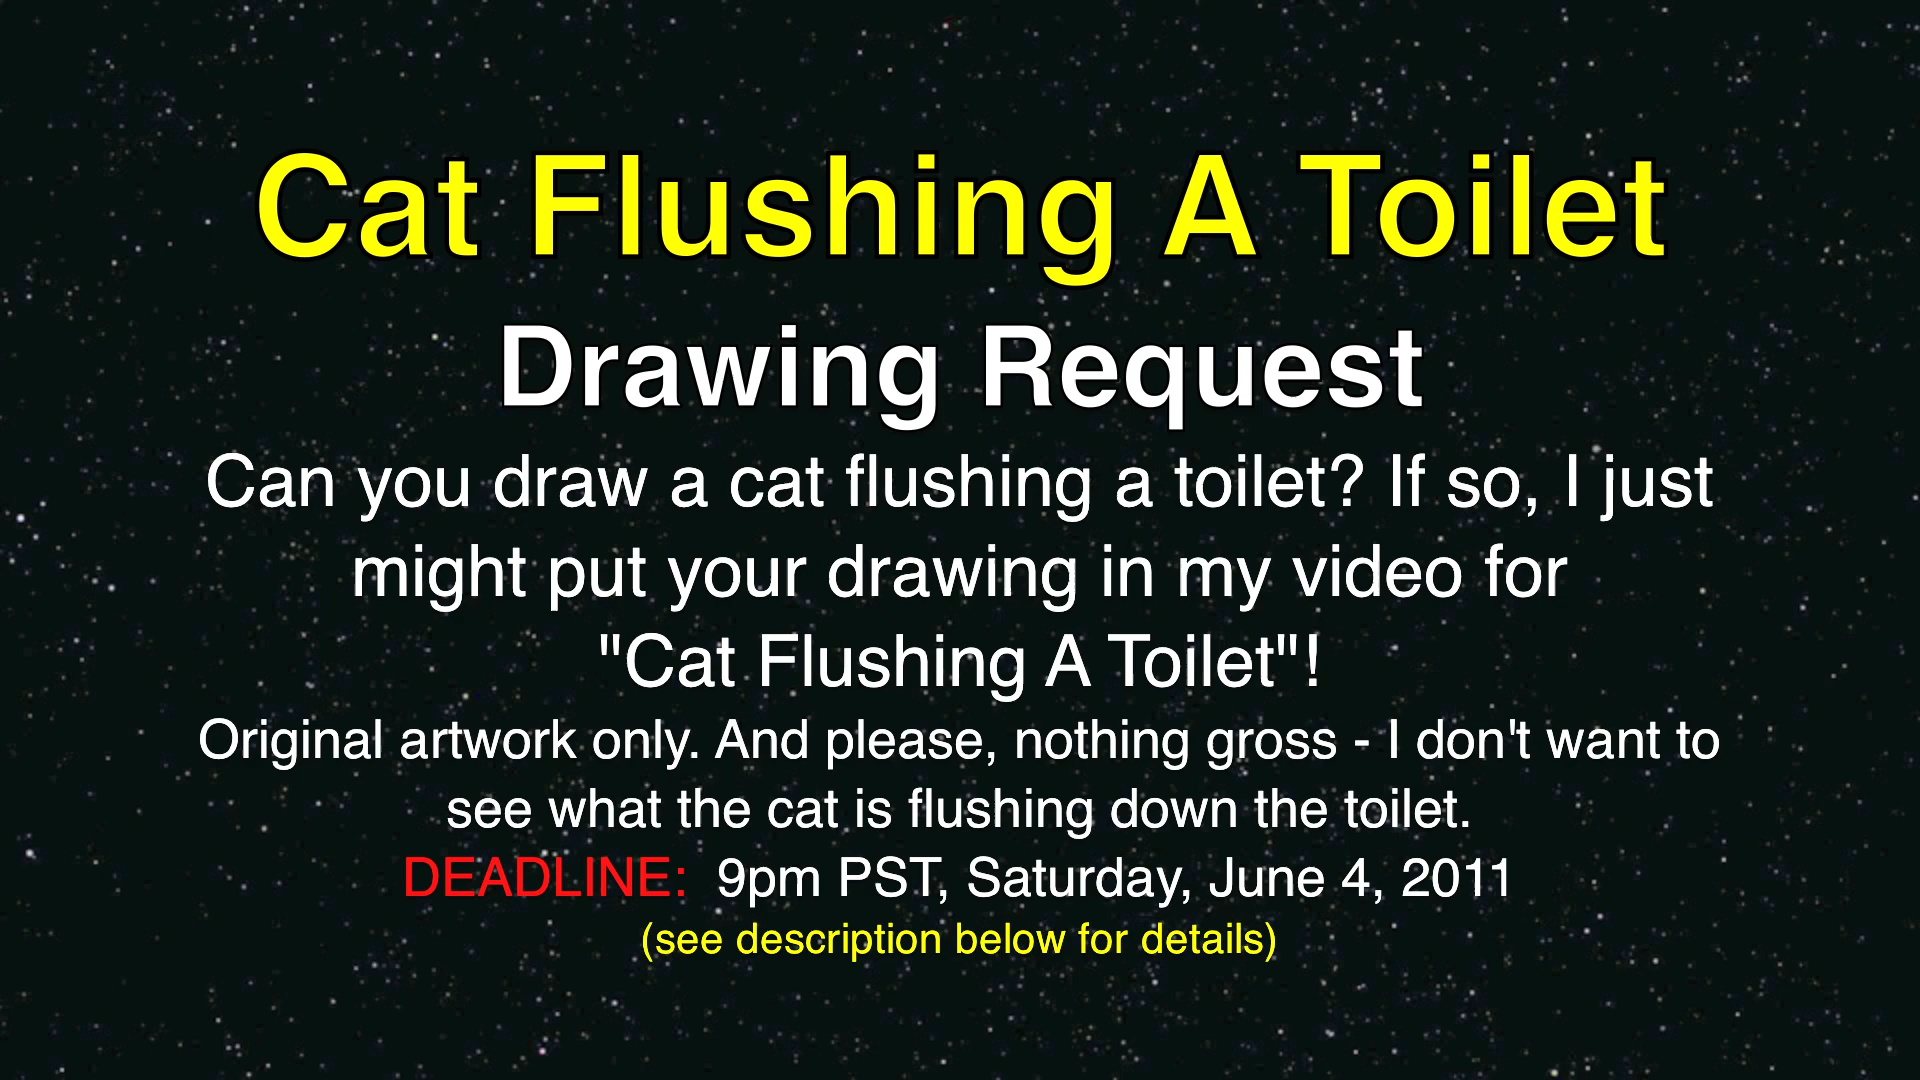 Cat Flushing A Toilet
Drawing Request
Can you draw a cat flushing a toilet? If so, I just
might put your drawing in my video for
"Cat Flushing A Toilet"!
Original artwork only. And please, nothing gross - I don't want to
see what the cat is flushing down the toilet.
DEADLINE:  9pm PST, Saturday, June 4, 2011
(see description below for details)